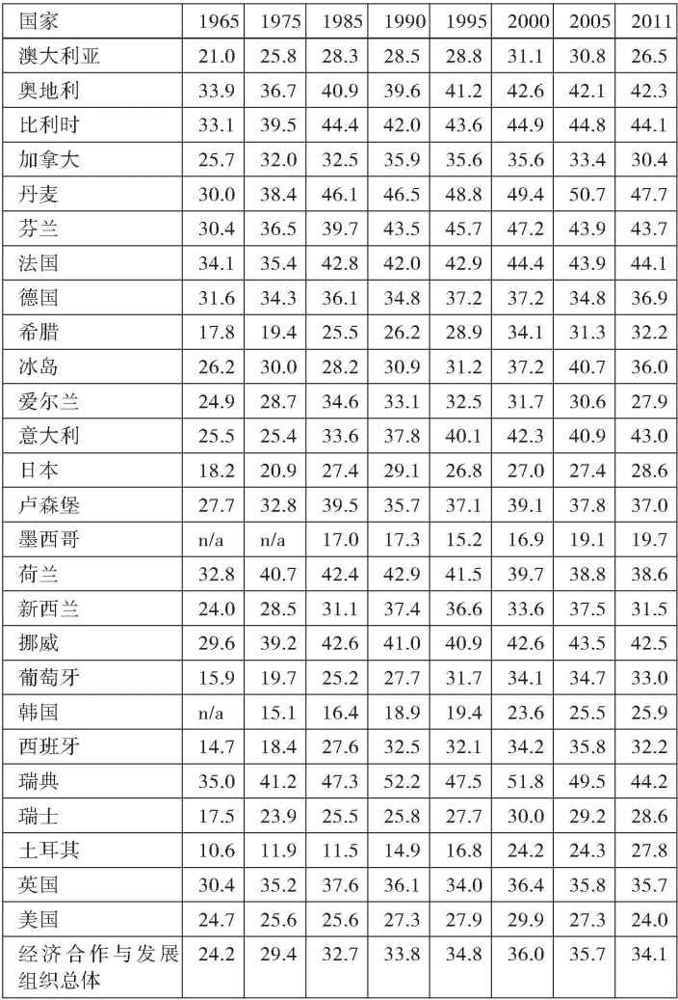 国家 1965 1975 1985 1990 1995 2000 2005 2011
澳大利亚 21.0 25.8 28.3 28.5 28.8 31.1 30.8 26.5
奥地利 33.9 36.7 40.9 39.6 41.2 42.6 42.1 42.3
比利时 33.1 39.5 44.4 42.0 43.6 44.9 44.8 44.1
加拿大 25.7 32.0 32.5 35.9 35.6 35.6 33.4 30.4
丹麦 30.0 38.4 46.1 46.5 48.8 49.4 50.7 47.7
芬兰 30.4 36.5 39.7 43.5 45.7 47.2 43.9 43.7
法国 34.1 35.4 42.8 42.0 42.9 44.4 43.9 44.1
德国 31.6 34.3 36.1 34.8 37.2 37.2 34.8 36.9
希腊 17.8 19.4 25.5 26.2 28.9 34.1 31.3 32.2
冰岛 26.2 30.0 28.2 30.9 31.2 37.2 40.7 36.0
爱尔兰 24.9 28.7 34.6 33.1 32.5 31.7 30.6 27.9
意大利 25.5 25.4 33.6 37.8 40.1 42.3 40.9 43.0
日本 18.2 20.9 27.4 29.1 26.8 27.0 27.4 28.6
卢森堡 27.7 32.8 39.5 35.7 37.1 39.1 37.8 37.0
墨西哥 n/a n/a 17.0 17.3 15.2 16.9 19.1 19.7
荷兰 32.8 40.7 42.4 42.9 41.5 39.7 38.8 38.6
新西兰 24.0 28.5 31.1 37.4 36.6 33.6 37.5 31.5
挪威 29.6 39.2 42.6 41.0 40.9 42.6 43.5 42.5
葡萄牙 15.9 19.7 25.2 27.7 31.7 34.1 34.7 33.0
韩国 n/a 15.1 16.4 18.9 19.4 23.6 25.5 25.9
西班牙 14.7 18.4 27.6 32.5 32.1 34.2 35.8 32.2
瑞典 35.0 41.2 47.3 52.2 47.5 51.8 49.5 44.2
瑞士 17.5 23.9 25.5 25.8 27.7 30.0 29.2 28.6
土耳其 10.6 11.9 11.5 14.9 16.8 24.2 24.3 27.8
英国 30.4 35.2 37.6 36.1 34.0 36.4 35.8 35.7
美国 24.7 25.6 25.6 27.3 27.9 29.9 27.3 24.0
经济合作与发展 24.2 29.4 32.7 33.8 34.8 36.0 35.7 34.1
组织总体